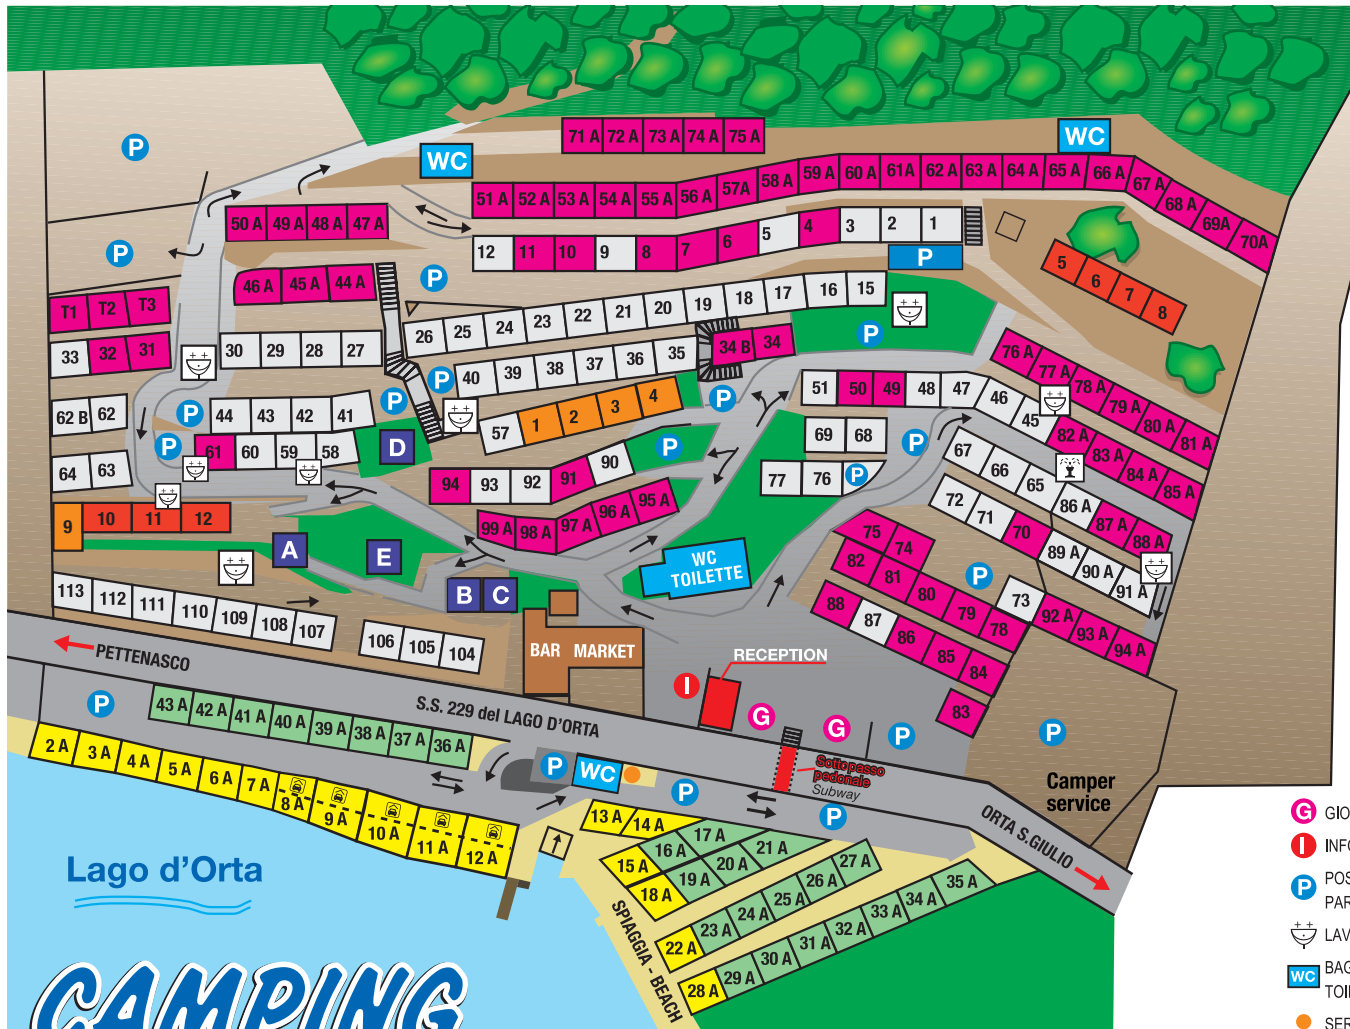 71 A 72 A 73 A 74 A 75 A
P
WC
WC
51 A 52 A 53 A 54 A 55 A 56 A 57A 58 A 59 A 60 A 61A 62 A 63 A 64 A 65 A 66 A 67 A 68 A 69A 70A
50 A 49 A 48 A 47 A
12 11 10 9 8 7 6 5 4 3 2 1
P
P
P
5 6 7 8
46 A 45 A 44 A
T1 T2 T3
26 25 24 23 22 21 20 19 18 17 16 15
P
33 32 31
30 29 28 27
34 B 34
40 39 38 37 36 35
76 A 77 A 78 A 79 A 80 A 81 A
P
P
P
P
62 B 62
44 43 42 41
57 1 2 3 4
51 50 49 48 47 46 45 82 A 83 A 84 A 85 A
P
61 60 59 58
D
P
69 68
P
67 66 65 86 A 87 A 88 A
64 63
94 93 92 91 90
77 76 P
72 71 70 89 A 90 A 91 A
99 A 98 A 97 A 96 A 95 A
9 10 11 12
75 74
A
E
WC
TOILETTE
82 81 80 79 78
P
73 92 A 93 A 94 A
B C
113 112 111 110 109 108 107
88 87 86 85 84
106 105 104
BAR MARKET
RECEPTION
I
G
G
83
P
P
PETTENASCO
S.S. 229 del LAGO D'ORTA
P
43 A 42 A 41 A 40 A 39 A 38 A 37 A 36 A
2 A 3 A 4 A 5 A 6 A 7 A 8 A 9 A 10 A 11 A 12 A
P
WC
Sottopasso
pedonale
Subway
Camper
service
P
P
ORTA S.GIULIO
13 A 14 A
15 A 16 A 17 A
18 A 19 A 20 A 21 A
22 A 23 A 24 A 25 A 26 A 27 A
28 A 29 A 30 A 31 A 32 A 33 A 34 A 35 A
SPIAGGIA - BEACH
Lago d'Orta
CAMPING
G GIO
I INFO
P POS
PAR
LAV
WC BAG
TOI
SER